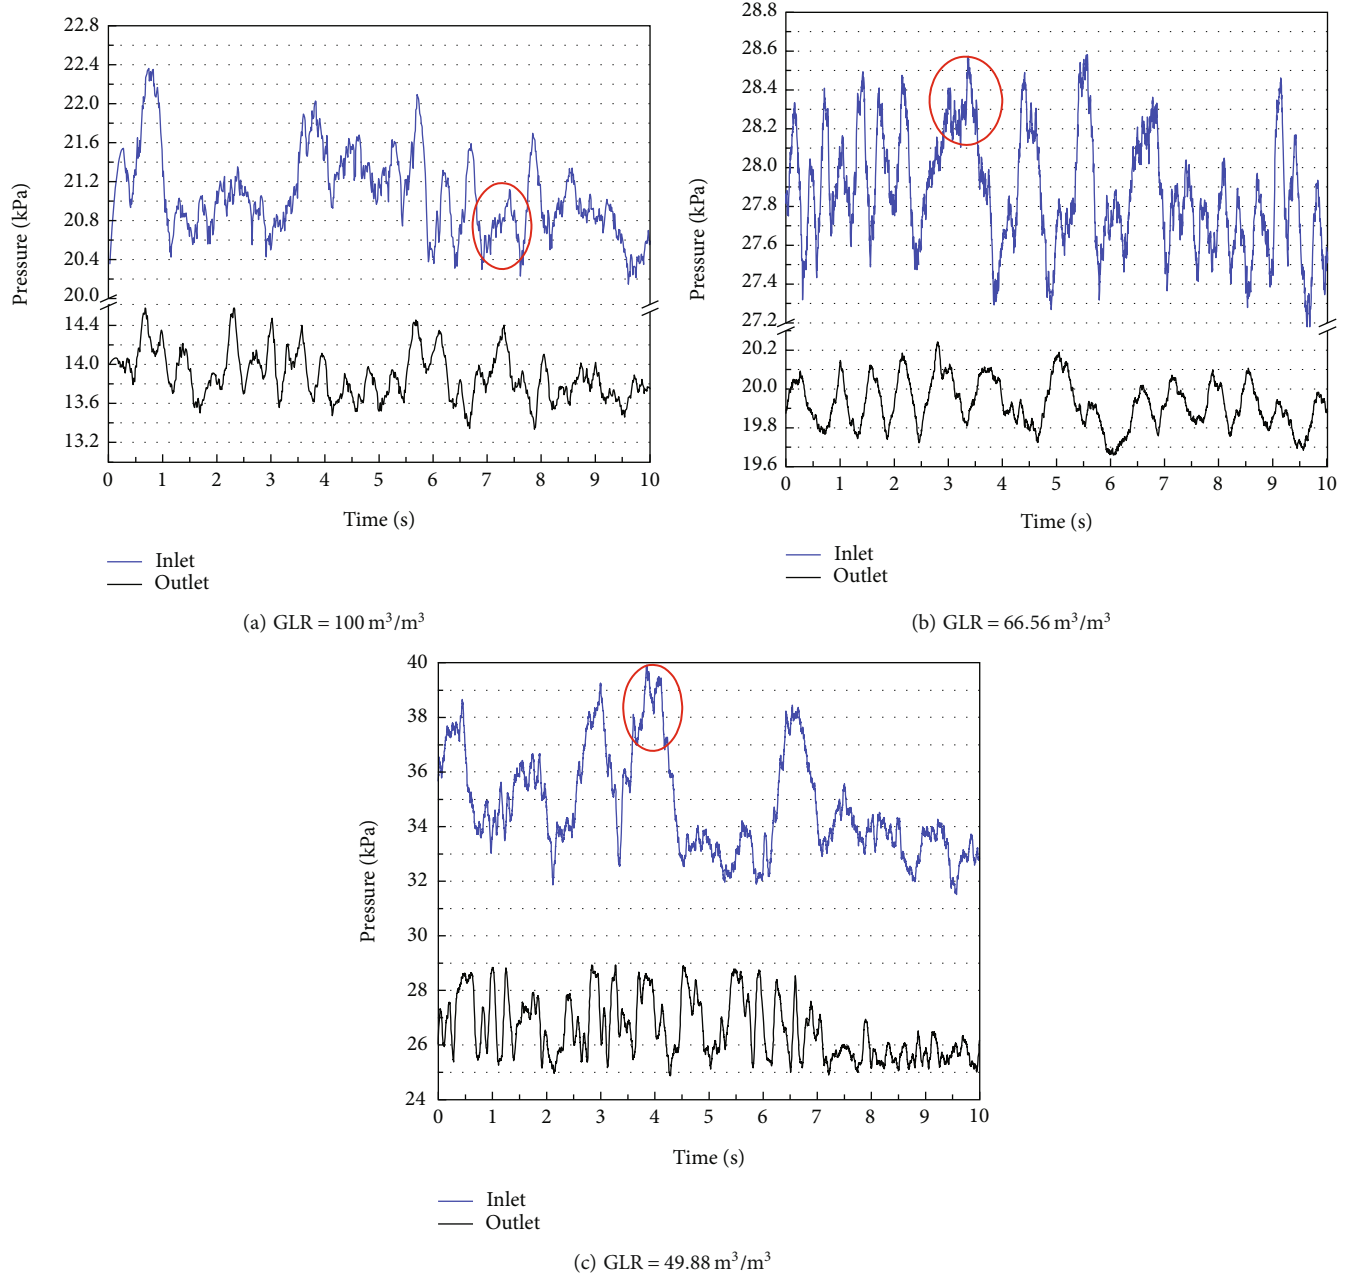 22.8
22.4
22.0
21.6
21.2
20.8
20.4
20.0
14.4
14.0
13.6
13.2
Pressure (kPa)
0 1 2 3 4 5 6 7 8 9 10
Time (s)
Inlet
Outlet
(a) GLR = 100 m³/m³
28.8
28.6
28.4
28.2
28.0
27.8
27.6
27.4
27.2
20.2
20.0
19.8
19.6
Pressure (kPa)
0 1 2 3 4 5 6 7 8 9 10
Time (s)
Inlet
Outlet
(b) GLR = 66.56 m³/m³
40
38
36
34
32
30
28
26
24
Pressure (kPa)
0 1 2 3 4 5 6 7 8 9 10
Time (s)
Inlet
Outlet
(c) GLR = 49.88 m³/m³